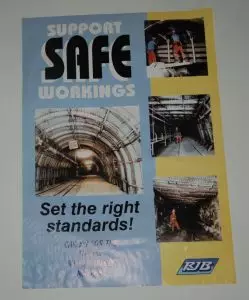 SUPPORT
SAFE
WORKINGS
Set the right
standards!
RJB